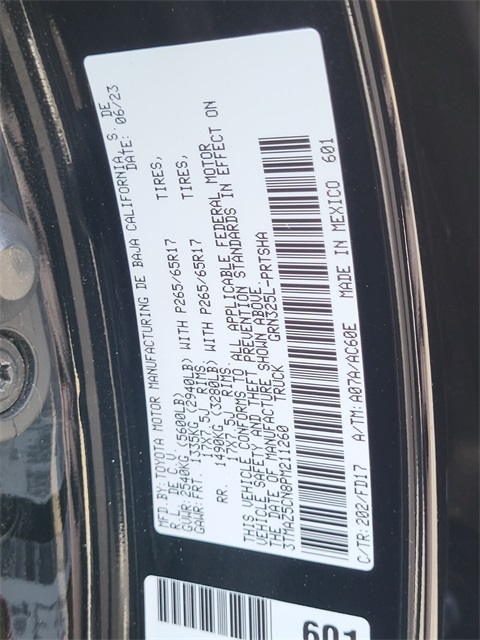 MFD BY: TOYOTA MOTOR MANUFACTURING DE BAJA CALIFORNIA, S. DE
R.L. DE C.V. DATE: 06/23
GVWR: 2540KG (5600LB)
GAWR: FRT. 1335KG (2940LB) WITH P265/65R17 TIRES,
17X7.5J RIMS.
RR. 1490KG (3280LB) WITH P265/65R17 TIRES,
17X7.5J RIMS.
THIS VEHICLE CONFORMS TO ALL APPLICABLE FEDERAL MOTOR
VEHICLE SAFETY AND THEFT PREVENTION STANDARDS IN EFFECT ON
THE DATE OF MANUFACTURE SHOWN ABOVE.
3TMAZ5CN8PM211260 TRUCK GRN325L-PRTSHA
C/TR: 202/FD17 A/TM: A07A/AC60E MADE IN MEXICO 601
601